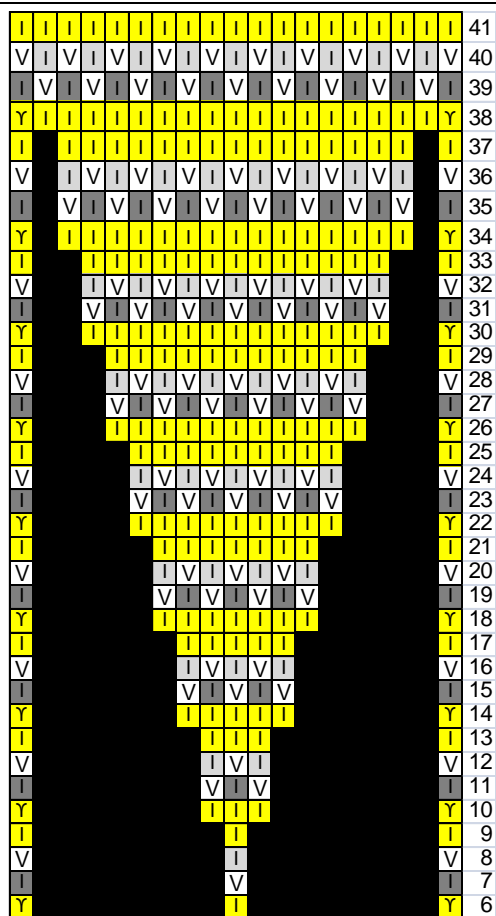 I I I I I I I I I I I I I I I I I I I 41
V I V I V I V I V I V I V I V I V I V 40
I V I V I V I V I V I V I V I V I V I 39
ϒ I I I I I I I I I I I I I I I I I ϒ 38
I I I I I I I I I I I I I I I I I 37
V I V I V I V I V I V I V I V I V 36
I V I V I V I V I V I V I V I V I 35
ϒ I I I I I I I I I I I I I I I ϒ 34
I I I I I I I I I I I I I I I 33
V I V I V I V I V I V I V I V 32
I V I V I V I V I V I V I V I 31
ϒ I I I I I I I I I I I I I ϒ 30
I I I I I I I I I I I I I 29
V I V I V I V I V I V I V 28
I V I V I V I V I V I V I 27
ϒ I I I I I I I I I I I ϒ 26
I I I I I I I I I I I 25
V I V I V I V I V I V 24
I V I V I V I V I V I 23
ϒ I I I I I I I I I ϒ 22
I I I I I I I I I 21
V I V I V I V I V 20
I V I V I V I V I 19
ϒ I I I I I I I ϒ 18
I I I I I I I 17
V I V I V I V 16
I V I V I V I 15
ϒ I I I I I ϒ 14
I I I I I 13
V I V I V 12
I V I V I 11
ϒ I I I ϒ 10
I I I 9
V I V 8
I V I 7
ϒ I ϒ 6